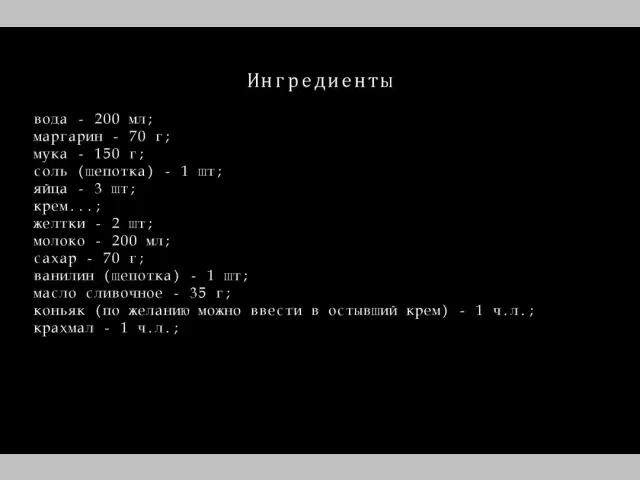 Ингредиенты
вода - 200 мл;
маргарин - 70 г;
мука - 150 г;
соль (щепотка) - 1 шт;
яйца - 3 шт;
крем...;
желтки - 2 шт;
молоко - 200 мл;
сахар - 70 г;
ванилин (щепотка) - 1 шт;
масло сливочное - 35 г;
коньяк (по желанию можно ввести в остывший крем) - 1 ч.л.;
крахмал - 1 ч.л.;